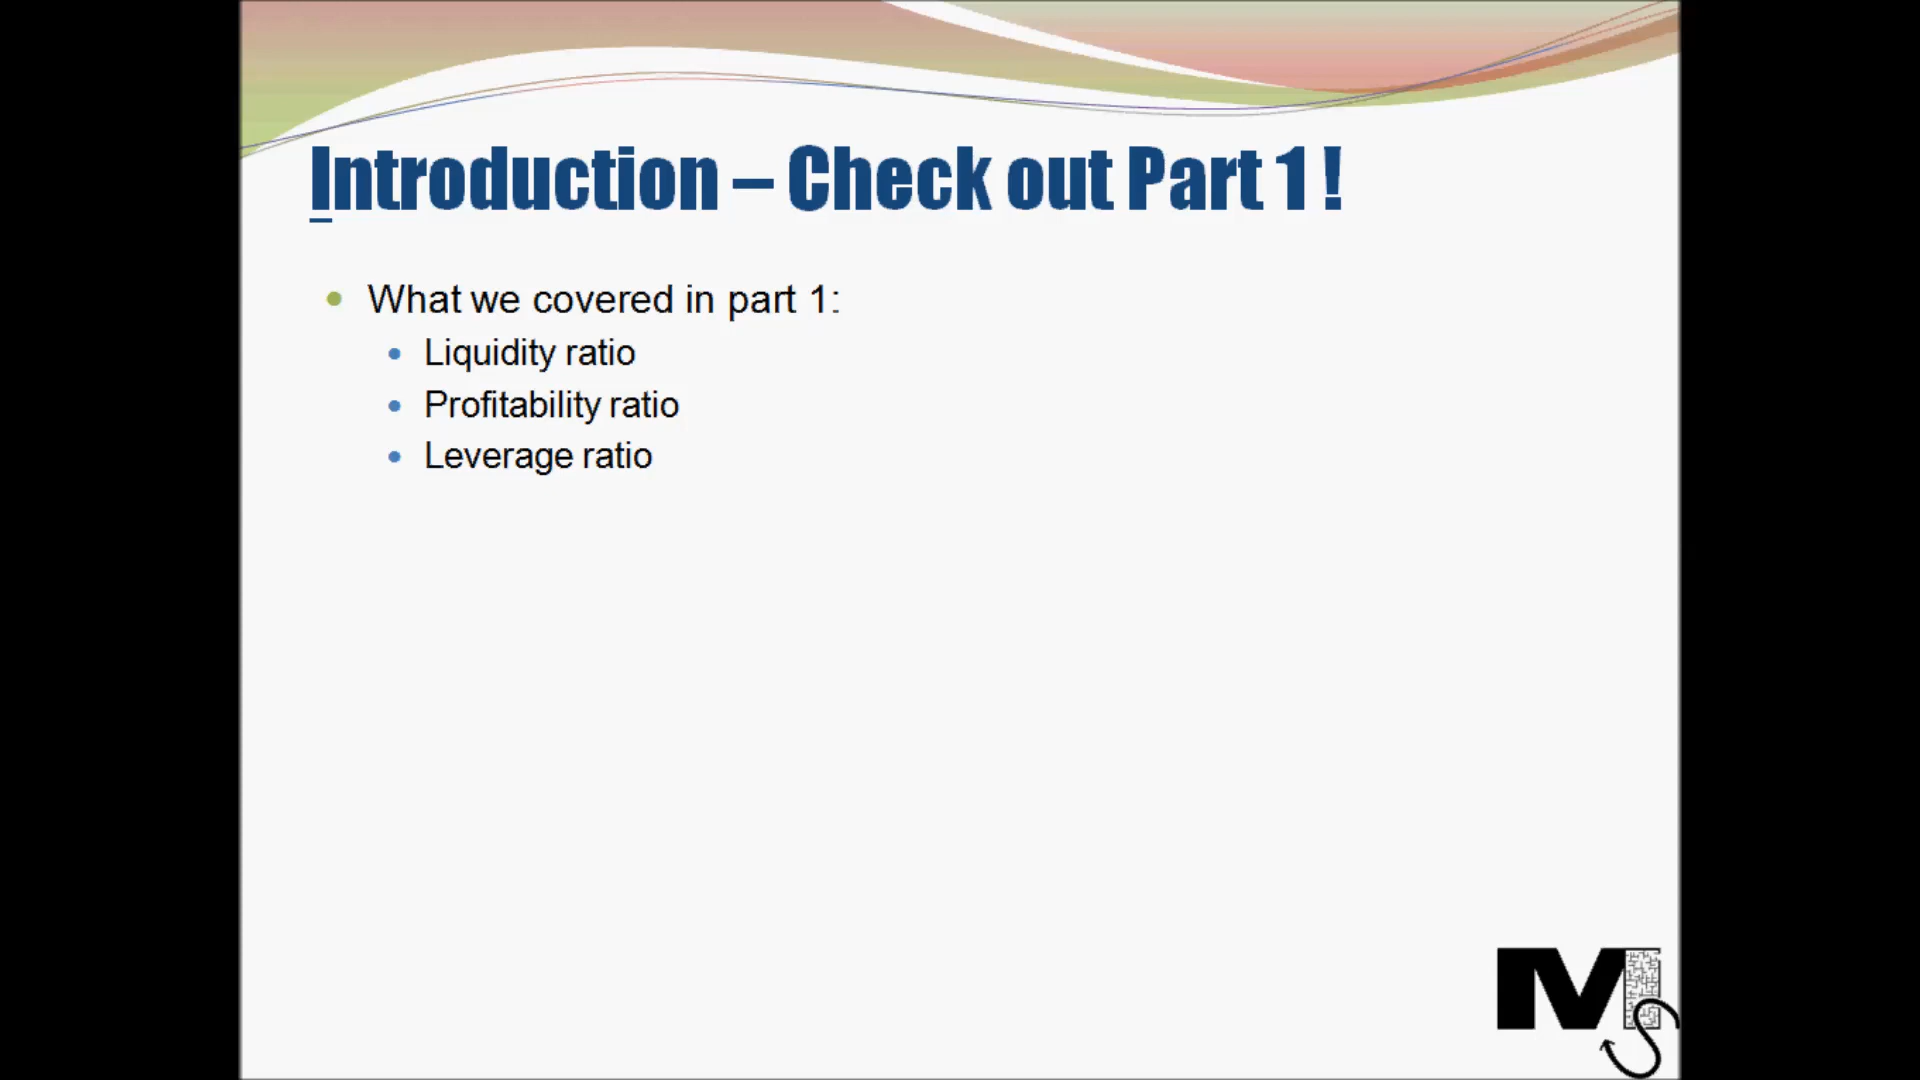 Introduction – Check out Part 1 !
What we covered in part 1:
Liquidity ratio
Profitability ratio
Leverage ratio
M